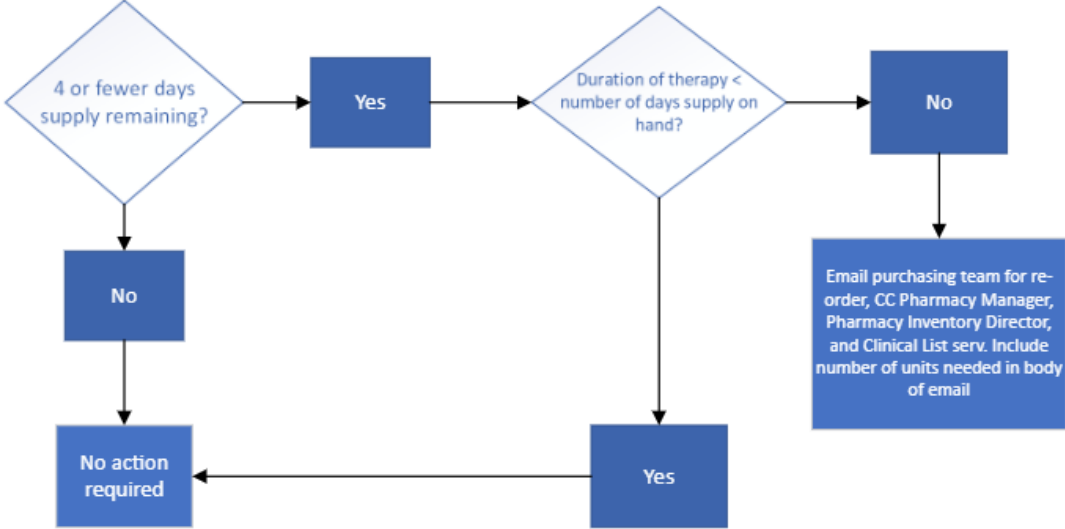 4 or fewer days
supply remaining?
Yes
Duration of therapy <
number of days supply on
hand?
No
No
Email purchasing team for re-
order, CC Pharmacy Manager,
Pharmacy Inventory Director,
and Clinical List serv. Include
number of units needed in body
of email
No action
required
Yes